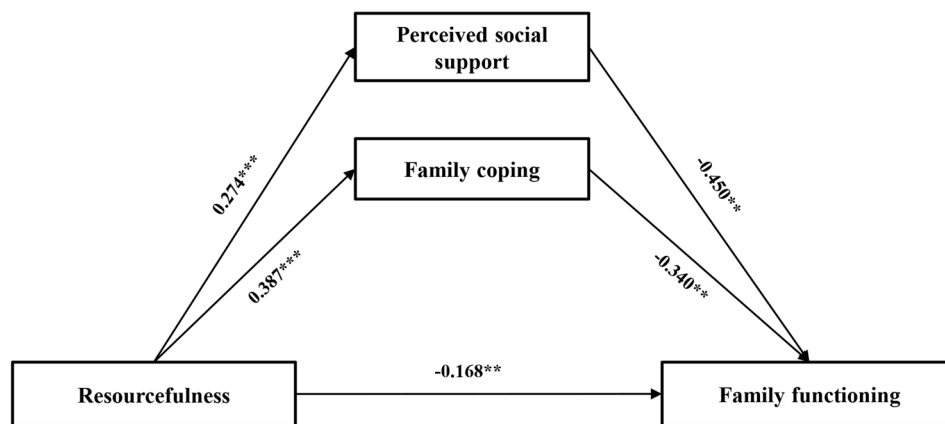 Perceived social
support
Family coping
0.274***
-0.450**
0.387***
-0.340**
-0.168**
Resourcefulness
Family functioning